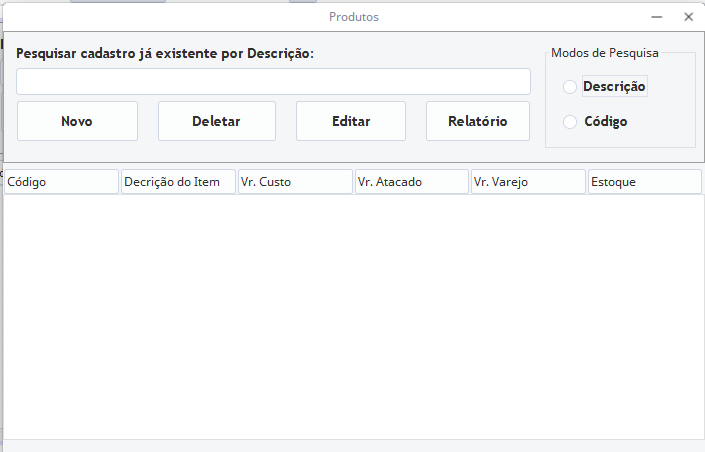 Produtos
Pesquisar cadastro já existente por Descrição:
Novo Deletar Editar Relatório
Modos de Pesquisa
Descrição
Código
Código Decrição do Item Vr. Custo Vr. Atacado Vr. Varejo Estoque